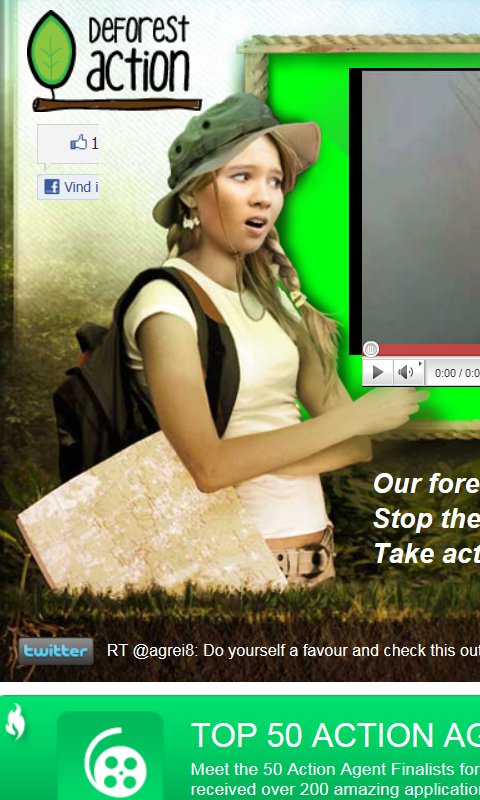 DEFOREST
action
1
Vind i
0:00 / 0:0
Our fore
Stop the
Take act
twitter RT @agrei8: Do yourself a favour and check this out
TOP 50 ACTION AG
Meet the 50 Action Agent Finalists for
received over 200 amazing application